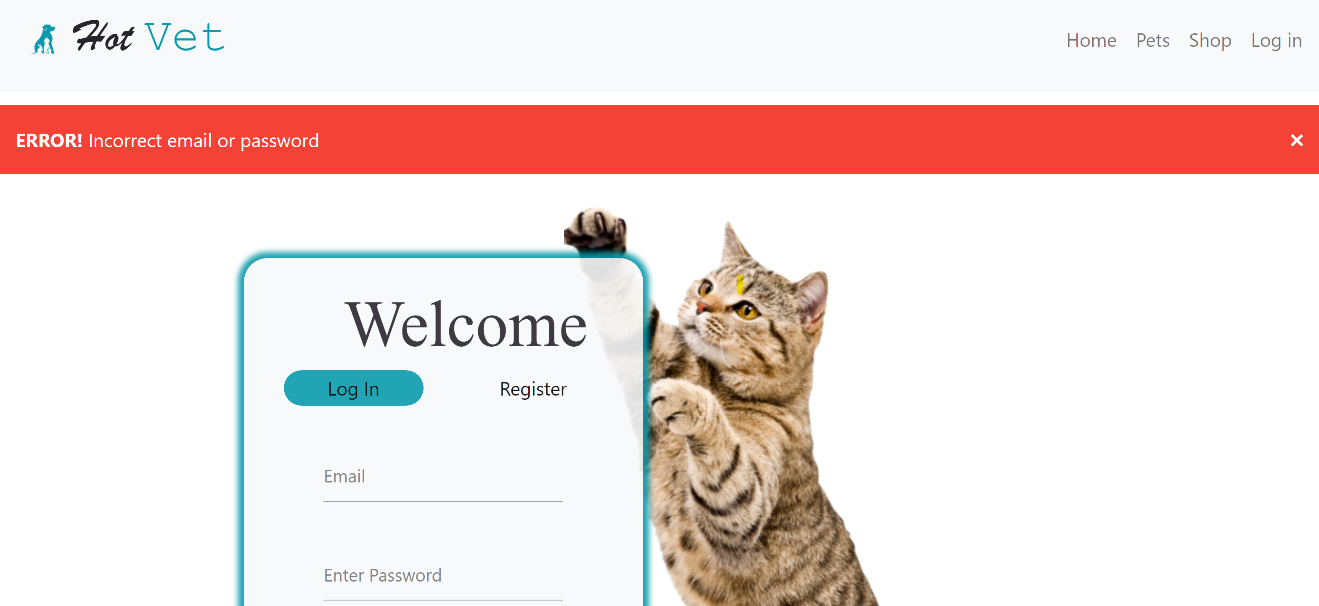 Hot Vet
Home Pets Shop Log in
ERROR! Incorrect email or password ×
Welcome
Log In Register
Email
Enter Password